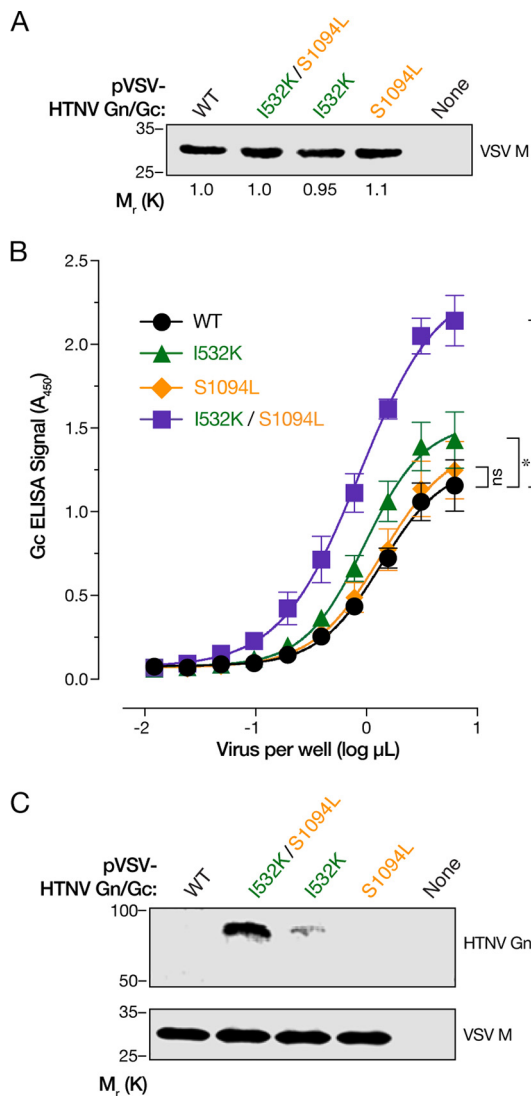 A
pVSV-
HTNV Gn/Gc:
WT
I532K/S1094L
I532K
S1094L
None
35–
25–
VSV M
Mr (K)
1.0
1.0
0.95
1.1
B
2.5
2.0
1.5
1.0
0.5
0.0
Gc ELISA Signal (A450)
WT
I532K
S1094L
I532K / S1094L
ns
*
-2
-1
0
1
Virus per well (log µL)
C
pVSV-
HTNV Gn/Gc:
WT
I532K/S1094L
I532K
S1094L
None
100–
50–
HTNV Gn
35–
25–
VSV M
Mr (K)